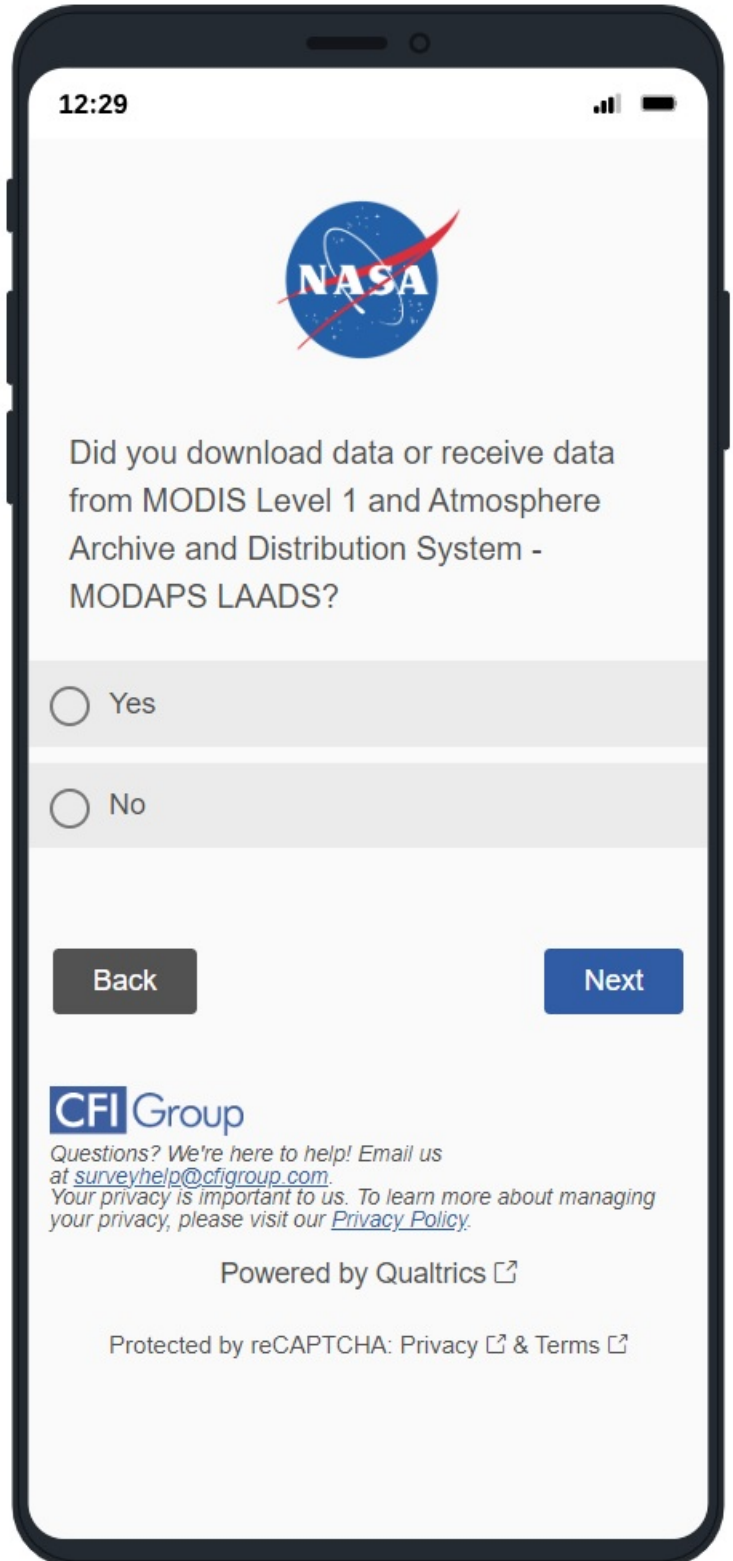 12:29
NASA
Did you download data or receive data
from MODIS Level 1 and Atmosphere
Archive and Distribution System -
MODAPS LAADS?
Yes
No
Back
Next
CFI Group
Questions? We're here to help! Email us
at surveyhelp@cfigroup.com.
Your privacy is important to us. To learn more about managing
your privacy, please visit our Privacy Policy.
Powered by Qualtrics
Protected by reCAPTCHA: Privacy & Terms